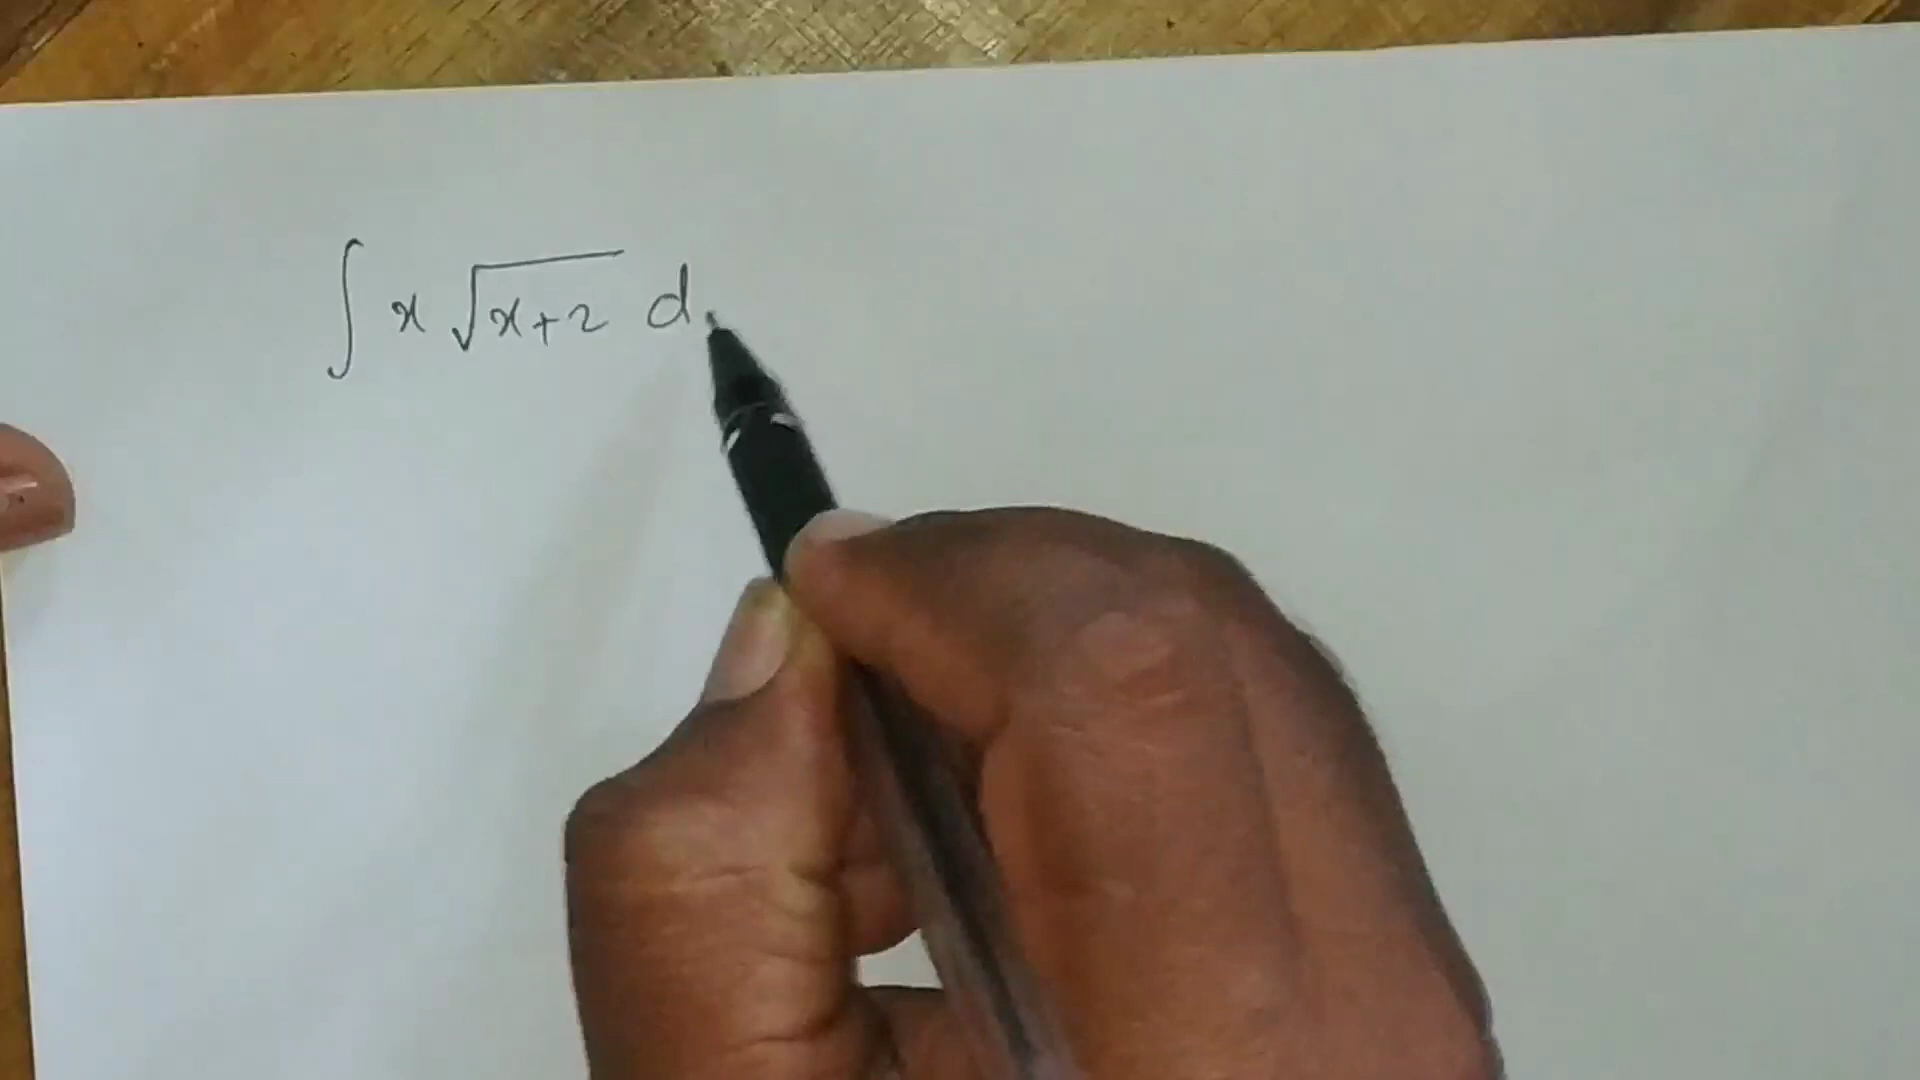 ∫ x √(x+2) d